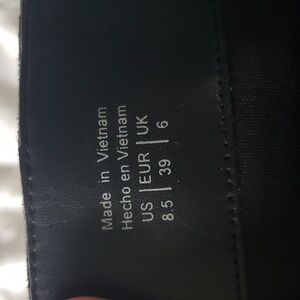 Made in Vietnam
Hecho en Vietnam
US | EUR | UK
8.5 | 39 | 6